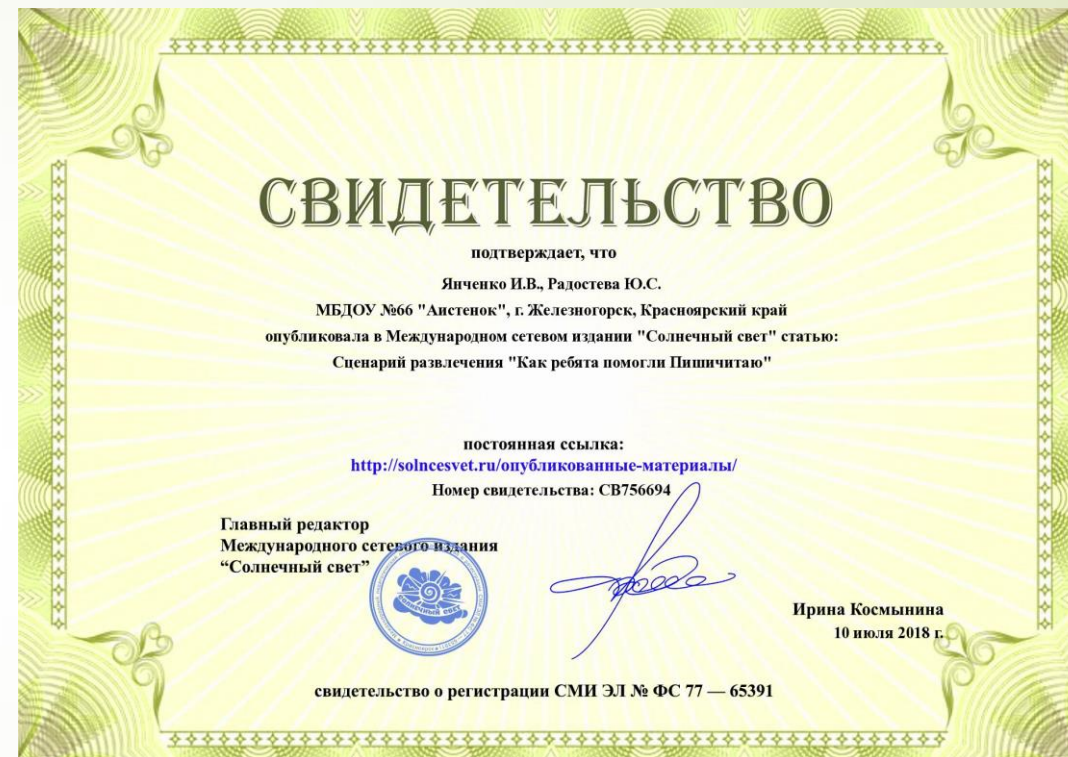 СВИДЕТЕЛЬСТВО
подтверждает, что
Янченко И.В., Радостева Ю.С.
МБДОУ №66 "Аистенок", г. Железногорск, Красноярский край
опубликовала в Международном сетевом издании "Солнечный свет" статью:
Сценарий развлечения "Как ребята помогли Пишичитаю"
постоянная ссылка:
http://solncesvet.ru/опубликованные-материалы/
Номер свидетельства: СВ756694
Главный редактор
Международного сетевого издания
“Солнечный свет”
СОЛНЕЧНЫЙ СВЕТ
Ирина Космынина
10 июля 2018 г.
свидетельство о регистрации СМИ ЭЛ № ФС 77 — 65391